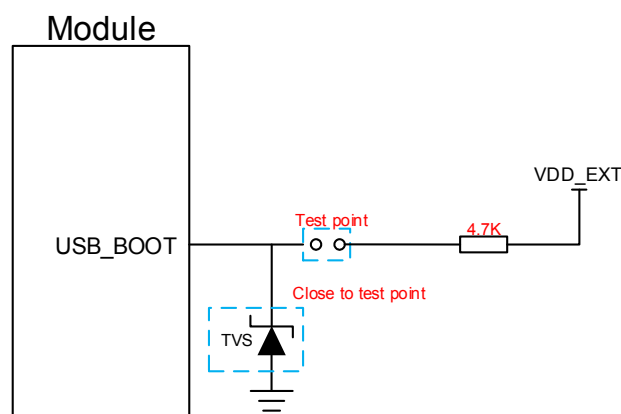 Module
VDD_EXT
Test point
4.7K
USB_BOOT
Close to test point
TVS